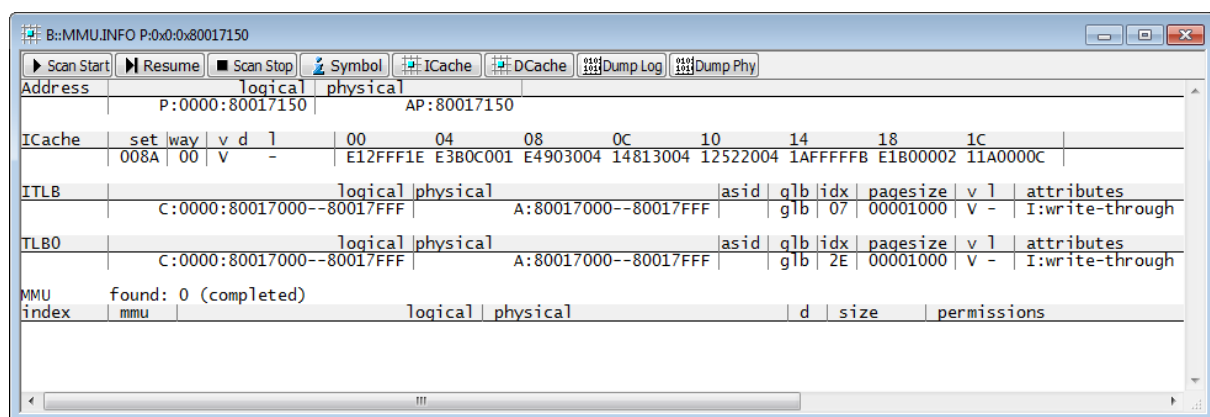 B::MMU.INFO P:0x0:0x80017150
Scan Start Resume Scan Stop Symbol ICache DCache Dump Log Dump Phy
Address | logical | physical |
P:0000:80017150 | AP:80017150
ICache | set |way | v d l | 00 04 08 0C 10 14 18 1C |
| 008A | 00 | V - | E12FFF1E E3B0C001 E4903004 14813004 12522004 1AFFFFFB E1B00002 11A0000C |
ITLB | logical |physical |asid | glb |idx | pagesize | v l | attributes
C:0000:80017000--80017FFF | A:80017000--80017FFF | | glb | 07 | 00001000 | V - | I:write-through
TLB0 | logical |physical |asid | glb |idx | pagesize | v l | attributes
C:0000:80017000--80017FFF | A:80017000--80017FFF | | glb | 2E | 00001000 | V - | I:write-through
MMU found: 0 (completed)
index | mmu | logical | physical | d | size | permissions